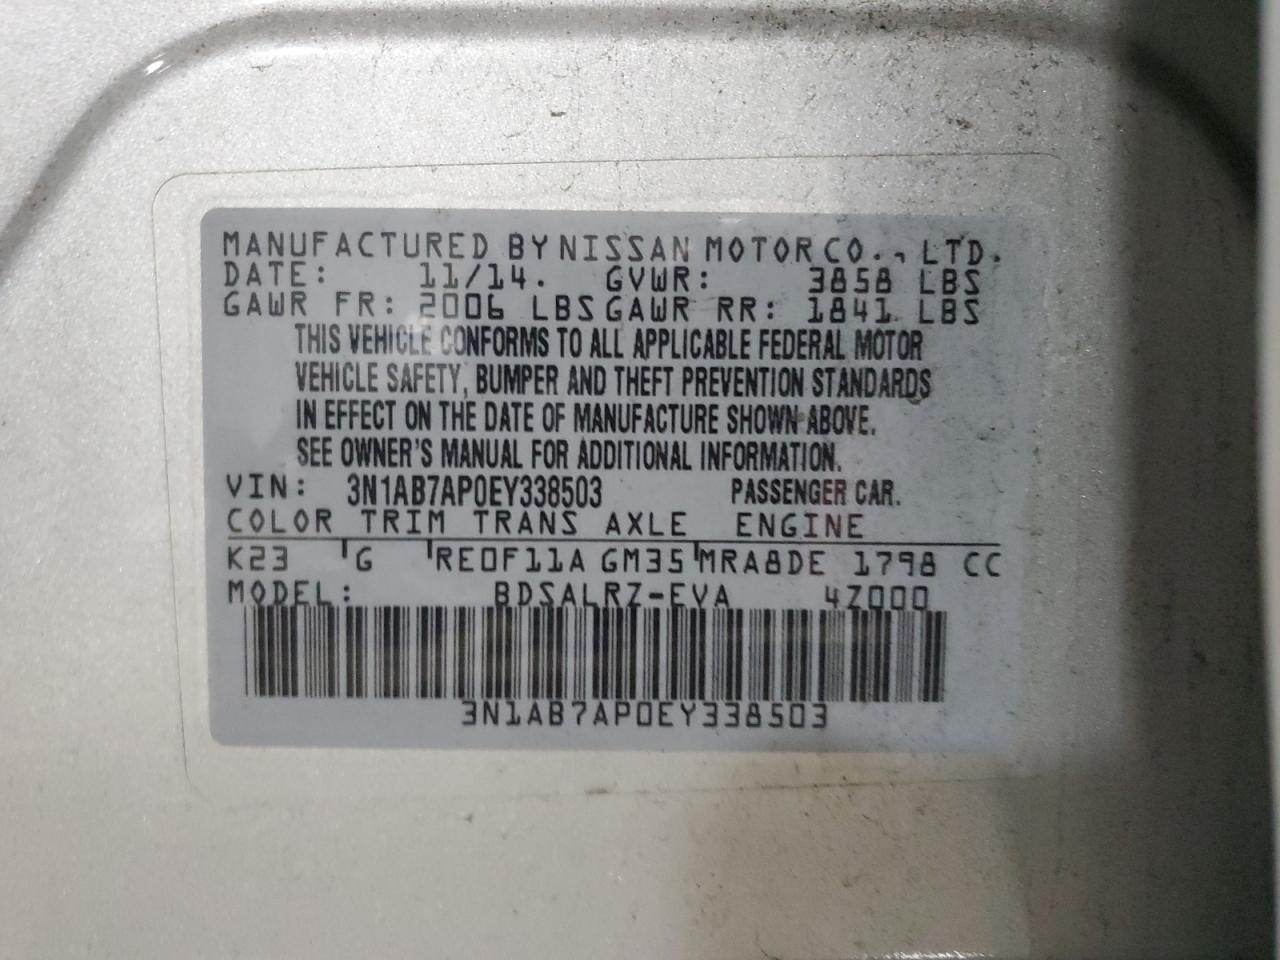 MANUFACTURED BY NISSAN MOTOR CO., LTD.
DATE: 11/14. GVWR: 3858 LBS
GAWR FR: 2006 LBS GAWR RR: 1841 LBS
THIS VEHICLE CONFORMS TO ALL APPLICABLE FEDERAL MOTOR
VEHICLE SAFETY, BUMPER AND THEFT PREVENTION STANDARDS
IN EFFECT ON THE DATE OF MANUFACTURE SHOWN ABOVE.
SEE OWNER'S MANUAL FOR ADDITIONAL INFORMATION.
VIN: 3N1AB7AP0EY338503 PASSENGER CAR.
COLOR TRIM TRANS AXLE ENGINE
K23 G RE0F11A GM35 MRA8DE 1798 CC
MODEL: BDSALRZ-EVA 4Z000
3N1AB7AP0EY338503